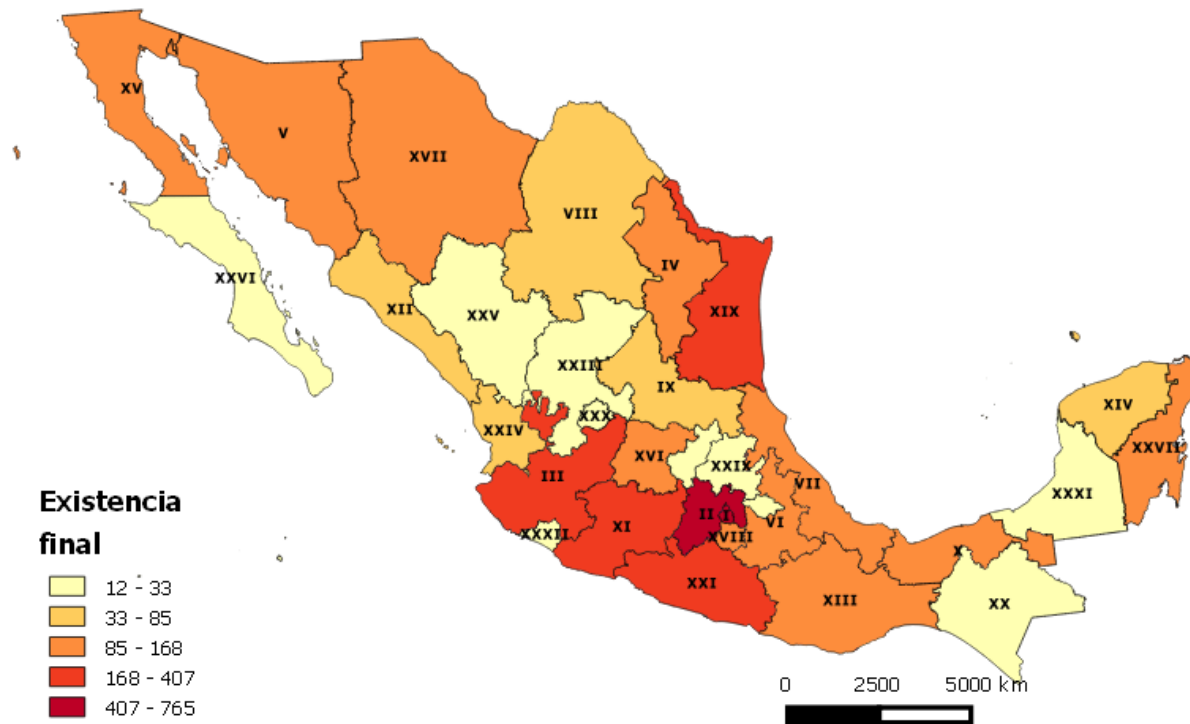 XV
V
XVII
VIII
XXVI
IV
XII
XXV
XIX
XXIII
IX
XXX
XXIV
XIV
XVI
XXVII
XXIX
III
VII
XXXI
II
I
XI
VI
XXXII
XVIII
X
XXI
XIII
XX
Existencia
final
12 - 33
33 - 85
85 - 168
168 - 407
407 - 765
0 2500 5000 km